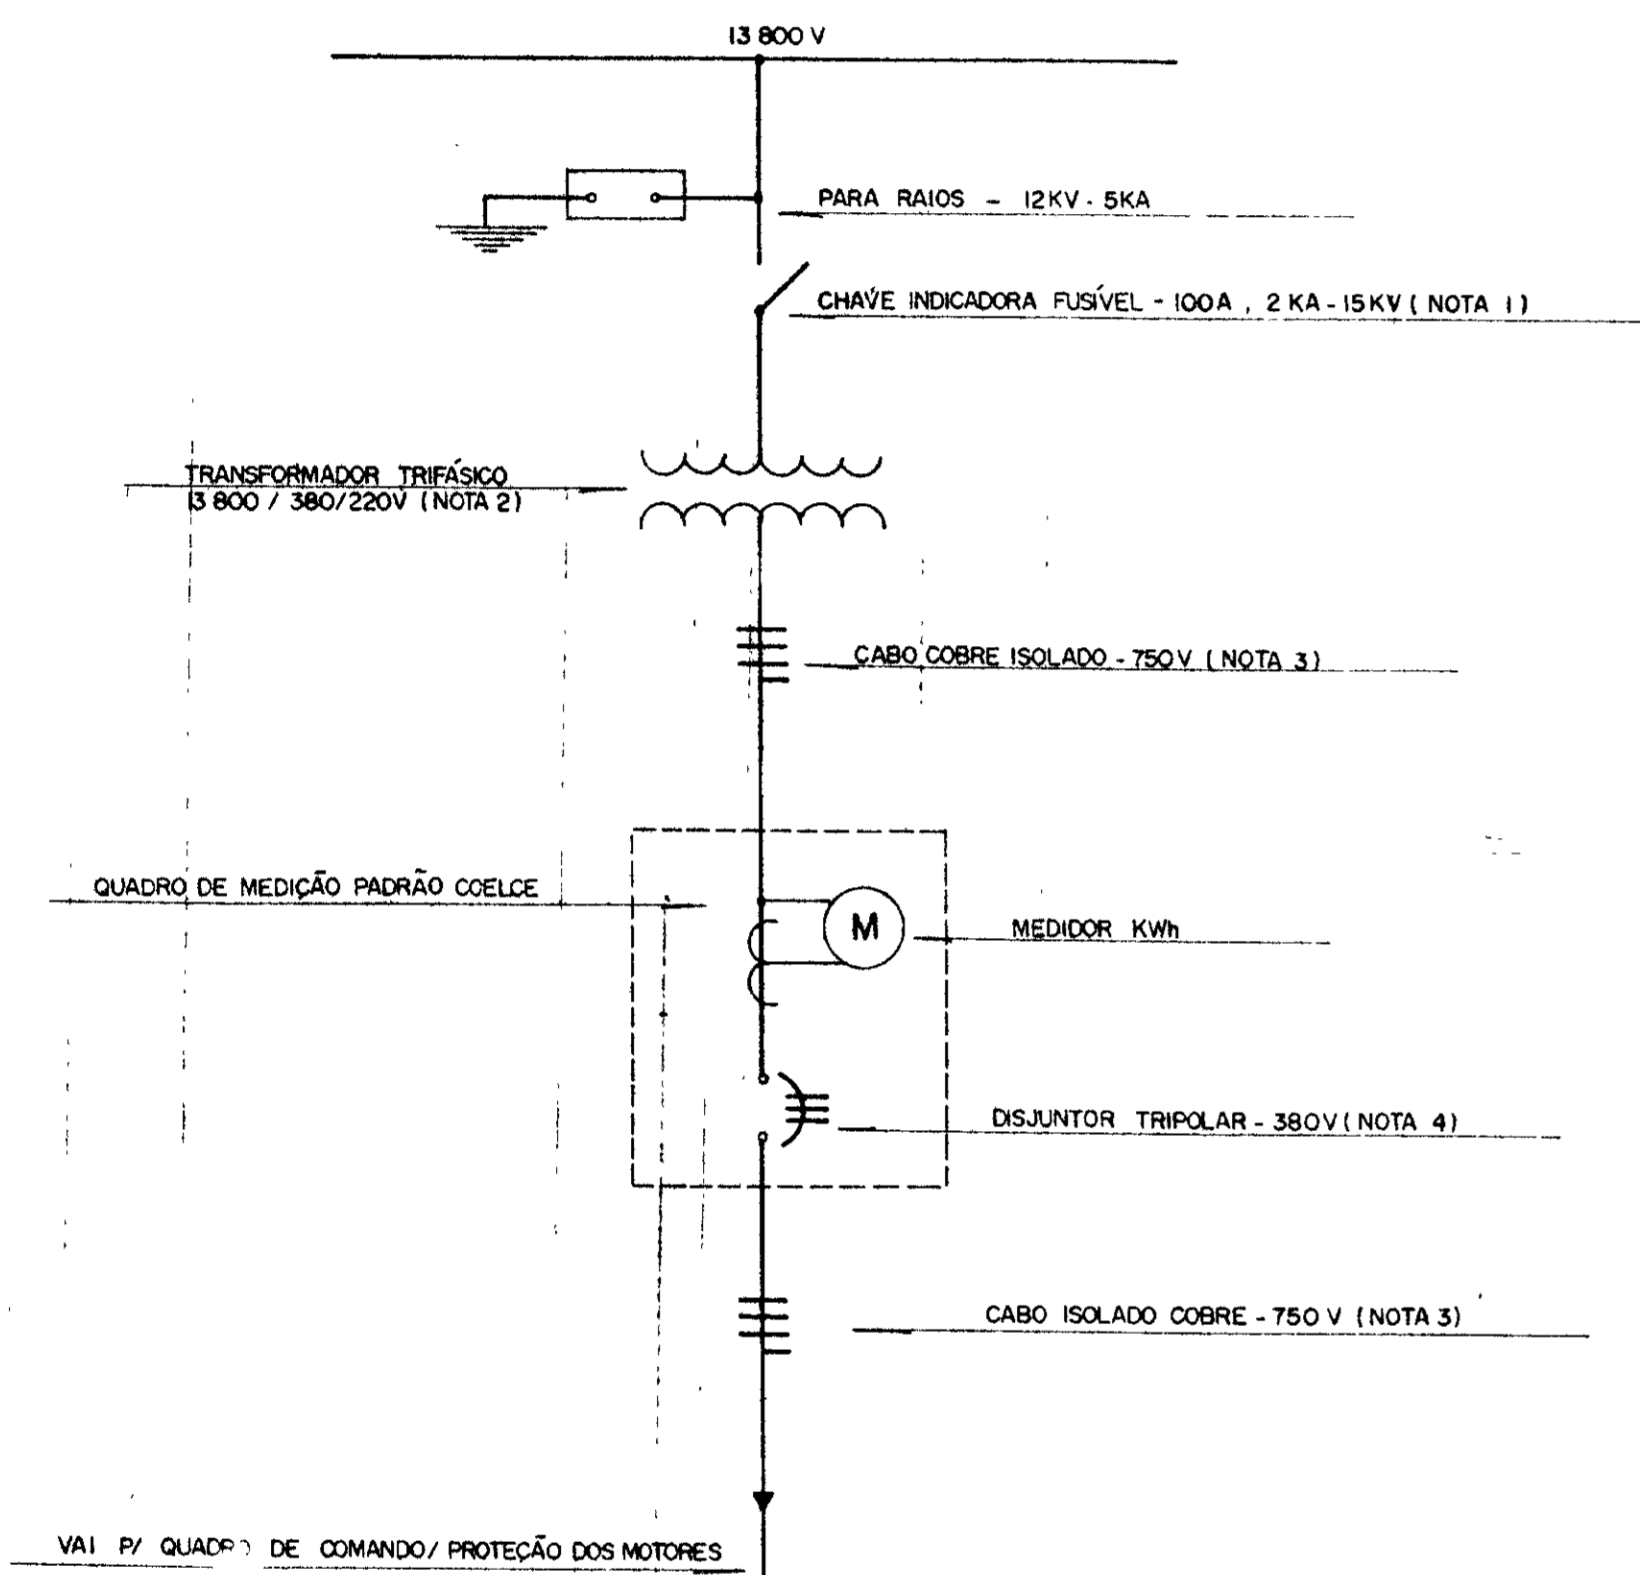 13 800 V
PARA RAIOS - 12KV - 5KA
CHAVE INDICADORA FUSÍVEL - 100A , 2 KA - 15KV ( NOTA 1 )
TRANSFORMADOR TRIFÁSICO
13 800 / 380/220V (NOTA 2)
CABO COBRE ISOLADO - 750V ( NOTA 3 )
QUADRO DE MEDIÇÃO PADRÃO COELCE
M
MEDIDOR KWh
DISJUNTOR TRIPOLAR - 380V ( NOTA 4 )
CABO ISOLADO COBRE - 750 V ( NOTA 3 )
VAI P/ QUADRO DE COMANDO/ PROTEÇÃO DOS MOTORES